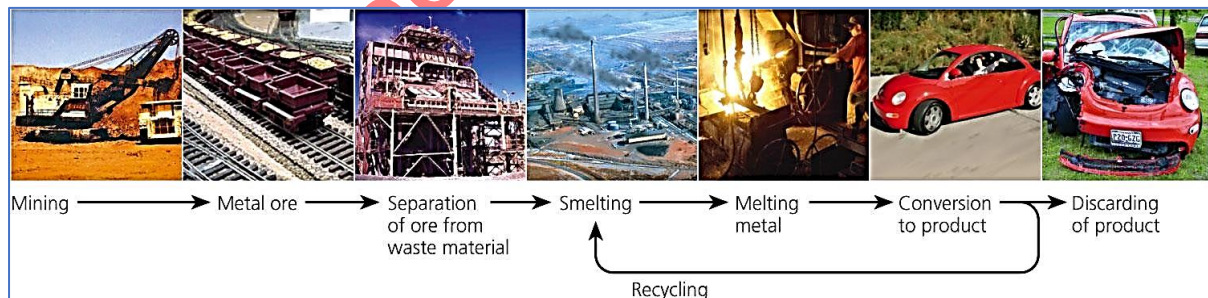 Mining
Metal ore
Separation
of ore from
waste material
Smelting
Melting
metal
Conversion
to product
Discarding
of product
Recycling